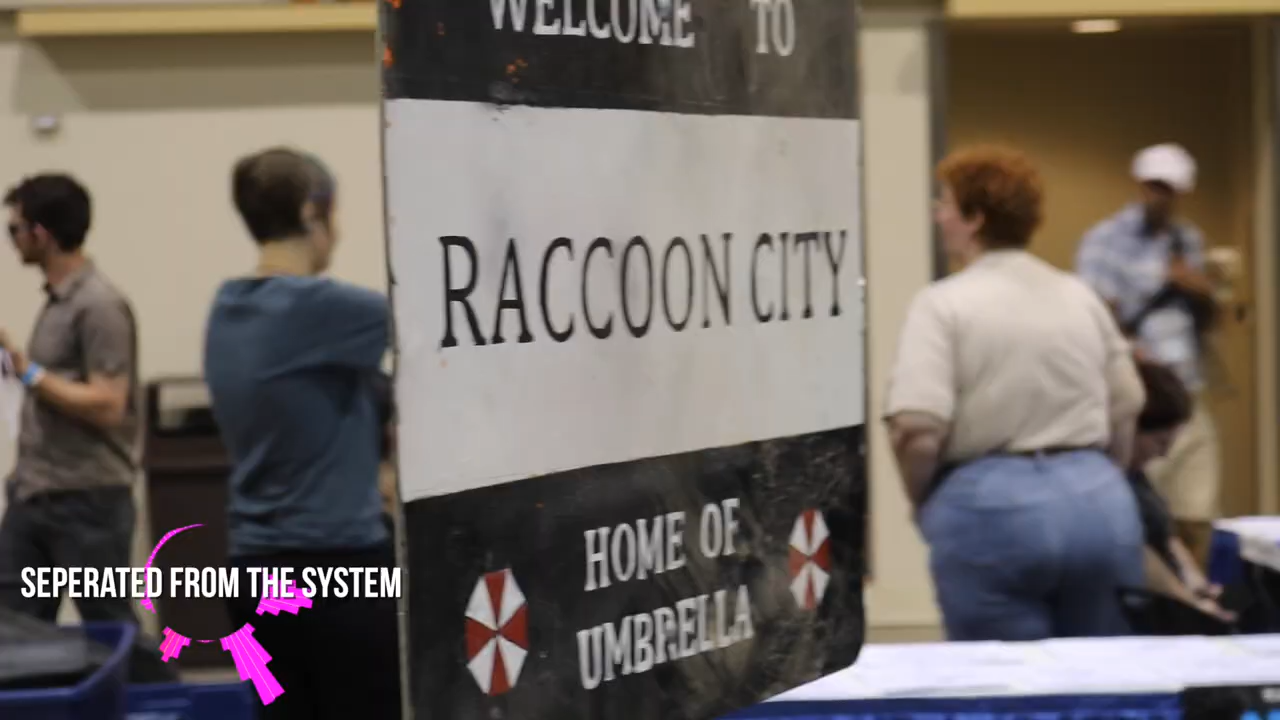 WELCOME TO
RACCOON CITY
HOME OF
UMBRELLA
SEPERATED FROM THE SYSTEM